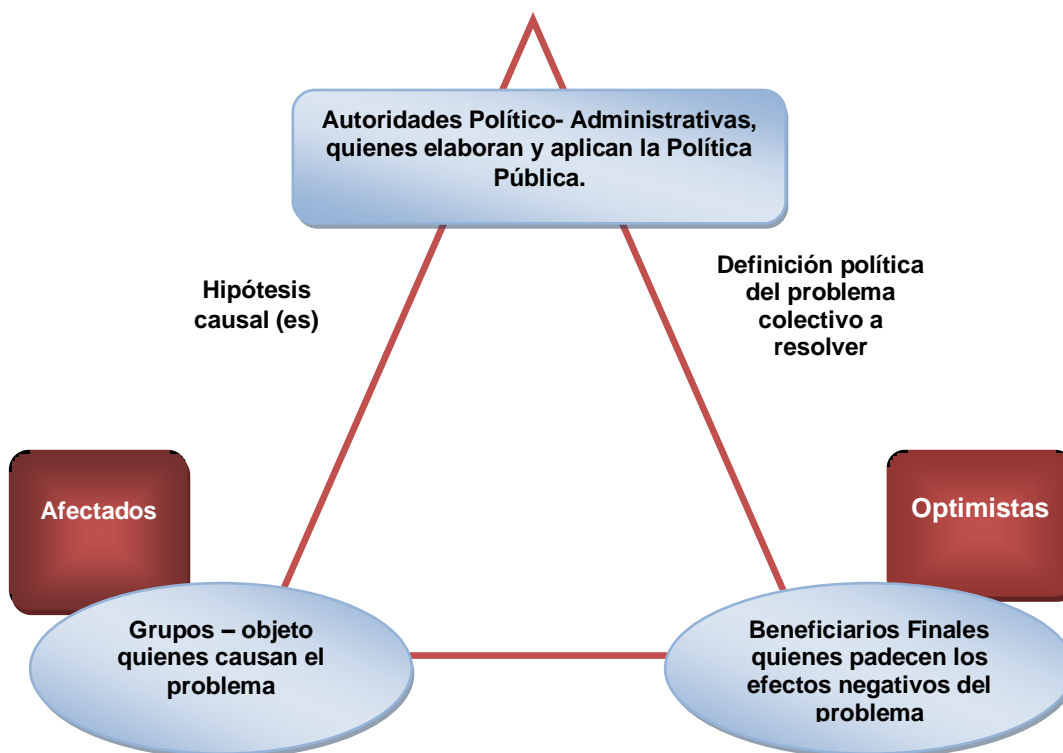 Autoridades Político- Administrativas,
quienes elaboran y aplican la Política
Pública.
Hipótesis
causal (es)
Definición política
del problema
colectivo a
resolver
Afectados
Optimistas
Grupos – objeto
quienes causan el
problema
Beneficiarios Finales
quienes padecen los
efectos negativos del
problema